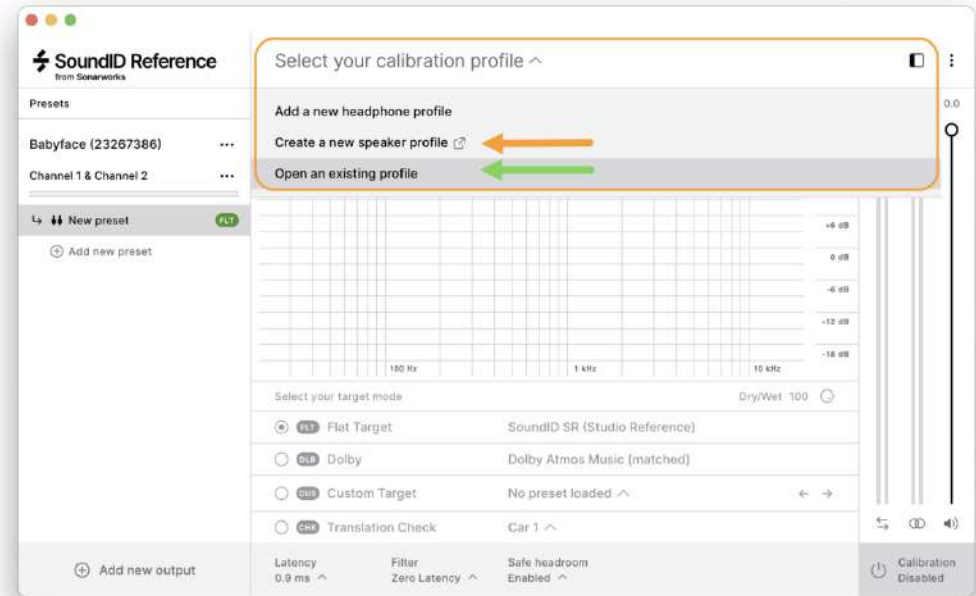 SoundID Reference
from Sonarworks
Presets
Babyface (23267386)
Channel 1 & Channel 2
New preset FLT
Add new preset
Add new output
Select your calibration profile
Add a new headphone profile
Create a new speaker profile
Open an existing profile
0.0
+6 dB
0 dB
-6 dB
-12 dB
-18 dB
100 Hz 1 kHz 10 kHz
Select your target mode Dry/Wet 100
FLT Flat Target SoundID SR (Studio Reference)
DLB Dolby Dolby Atmos Music (matched)
CUS Custom Target No preset loaded
CHK Translation Check Car 1
Latency Filter Safe headroom
0.9 ms Zero Latency Enabled
Calibration
Disabled